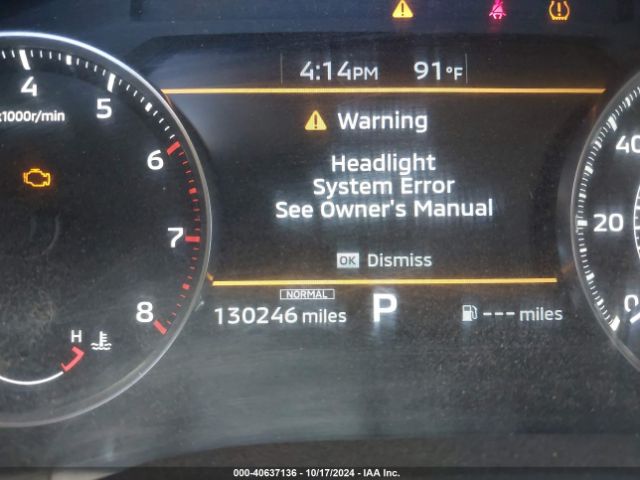 4:14PM 91°F
4
5
x1000r/min
6
7
8
H
Warning
Headlight
System Error
See Owner's Manual
OK Dismiss
NORMAL
130246 miles P --- miles
40
20
0
000-40637136 - 10/17/2024 - IAA Inc.